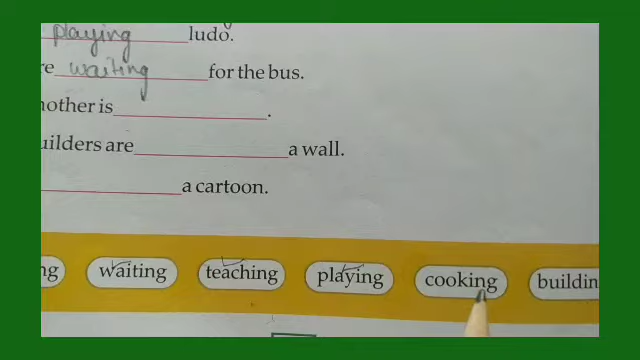 playing ludo.
re waiting for the bus.
nother is .
uilders are a wall.
a cartoon.
ng waiting teaching playing cooking buildin